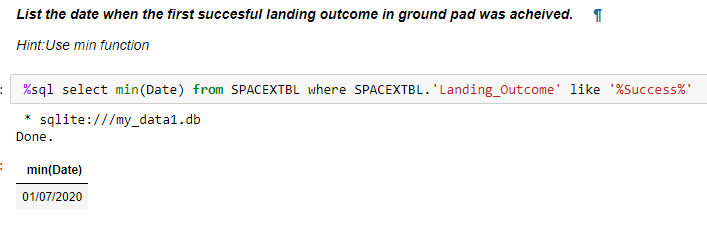 List the date when the first succesful landing outcome in ground pad was acheived. ¶
Hint:Use min function
: %sql select min(Date) from SPACEXTBL where SPACEXTBL.'Landing_Outcome' like '%Success%'
* sqlite:///my_data1.db
Done.
:
min(Date)
01/07/2020